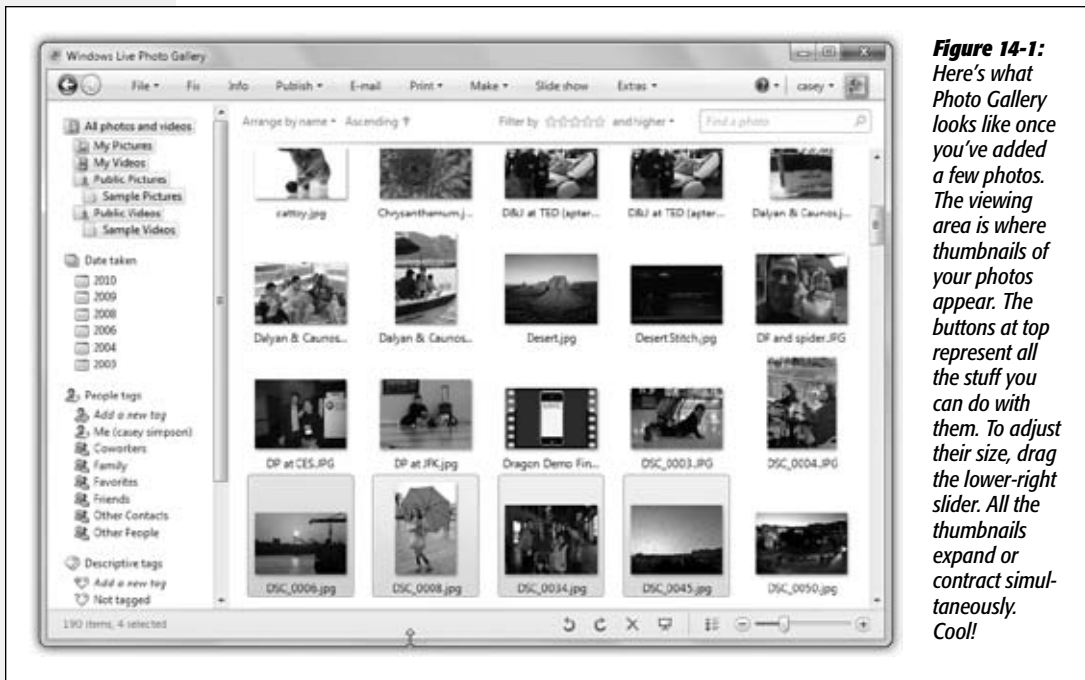 Windows Live Photo Gallery
File Fix Info Publish E-mail Print Make Slide show Extras casey
All photos and videos
My Pictures
My Videos
Public Pictures
Sample Pictures
Public Videos
Sample Videos
Date taken
2010
2009
2008
2006
2004
2003
People tags
Add a new tag
Me (casey simpson)
Coworkers
Family
Favorites
Friends
Other Contacts
Other People
Descriptive tags
Add a new tag
Not tagged
Arrange by name Ascending Filter by and higher Find a photo
cattoy.jpg Chrysanthemum.j... D&J at TED (apter... D&J at TED (apter... Dalyan & Caunos.j...
Dalyan & Caunos... Dalyan & Caunos... Desert.jpg Desert Stitch.jpg DF and spider.JPG
DP at CES.JPG DP at JFK.jpg Dragon Demo Fin... DSC_0003.JPG DSC_0004.JPG
DSC_0006.jpg DSC_0008.jpg DSC_0034.jpg DSC_0045.jpg DSC_0050.jpg
190 items, 4 selected
Figure 14-1:
Here's what
Photo Gallery
looks like once
you've added
a few photos.
The viewing
area is where
thumbnails of
your photos
appear. The
buttons at top
represent all
the stuff you
can do with
them. To adjust
their size, drag
the lower-right
slider. All the
thumbnails
expand or
contract simul-
taneously.
Cool!